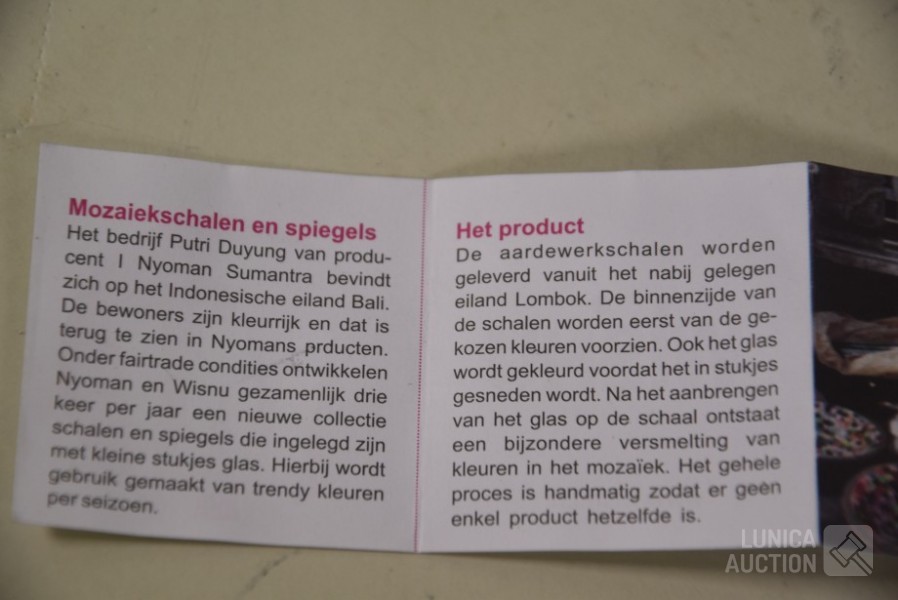 Mozaiekschalen en spiegels
Het bedrijf Putri Duyung van produ-
cent I Nyoman Sumantra bevindt
zich op het Indonesische eiland Bali.
De bewoners zijn kleurrijk en dat is
terug te zien in Nyomans prducten.
Onder fairtrade condities ontwikkelen
Nyoman en Wisnu gezamenlijk drie
keer per jaar een nieuwe collectie
schalen en spiegels die ingelegd zijn
met kleine stukjes glas. Hierbij wordt
gebruik gemaakt van trendy kleuren
per seizoen.
Het product
De aardewerkschalen worden
geleverd vanuit het nabij gelegen
eiland Lombok. De binnenzijde van
de schalen worden eerst van de ge-
kozen kleuren voorzien. Ook het glas
wordt gekleurd voordat het in stukjes
gesneden wordt. Na het aanbrengen
van het glas op de schaal ontstaat
een bijzondere versmelting van
kleuren in het mozaïek. Het gehele
proces is handmatig zodat er geen
enkel product hetzelfde is.
LUNICA
AUCTION